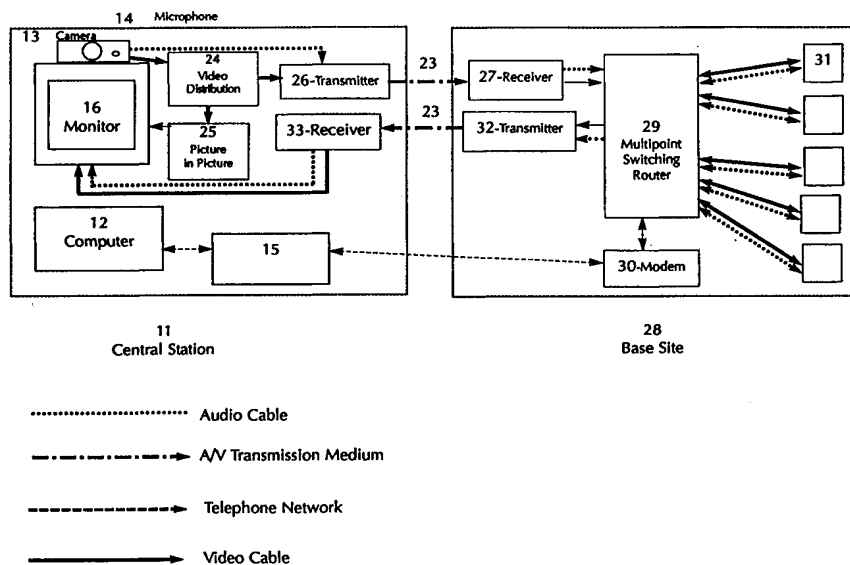 14 Microphone
13 Camera
24
Video
Distribution
26-Transmitter
23
27-Receiver
31
16
Monitor
25
Picture
in Picture
33-Receiver
23
32-Transmitter
29
Multipoint
Switching
Router
12
Computer
15
30-Modem
11
Central Station
28
Base Site
Audio Cable
A/V Transmission Medium
Telephone Network
Video Cable